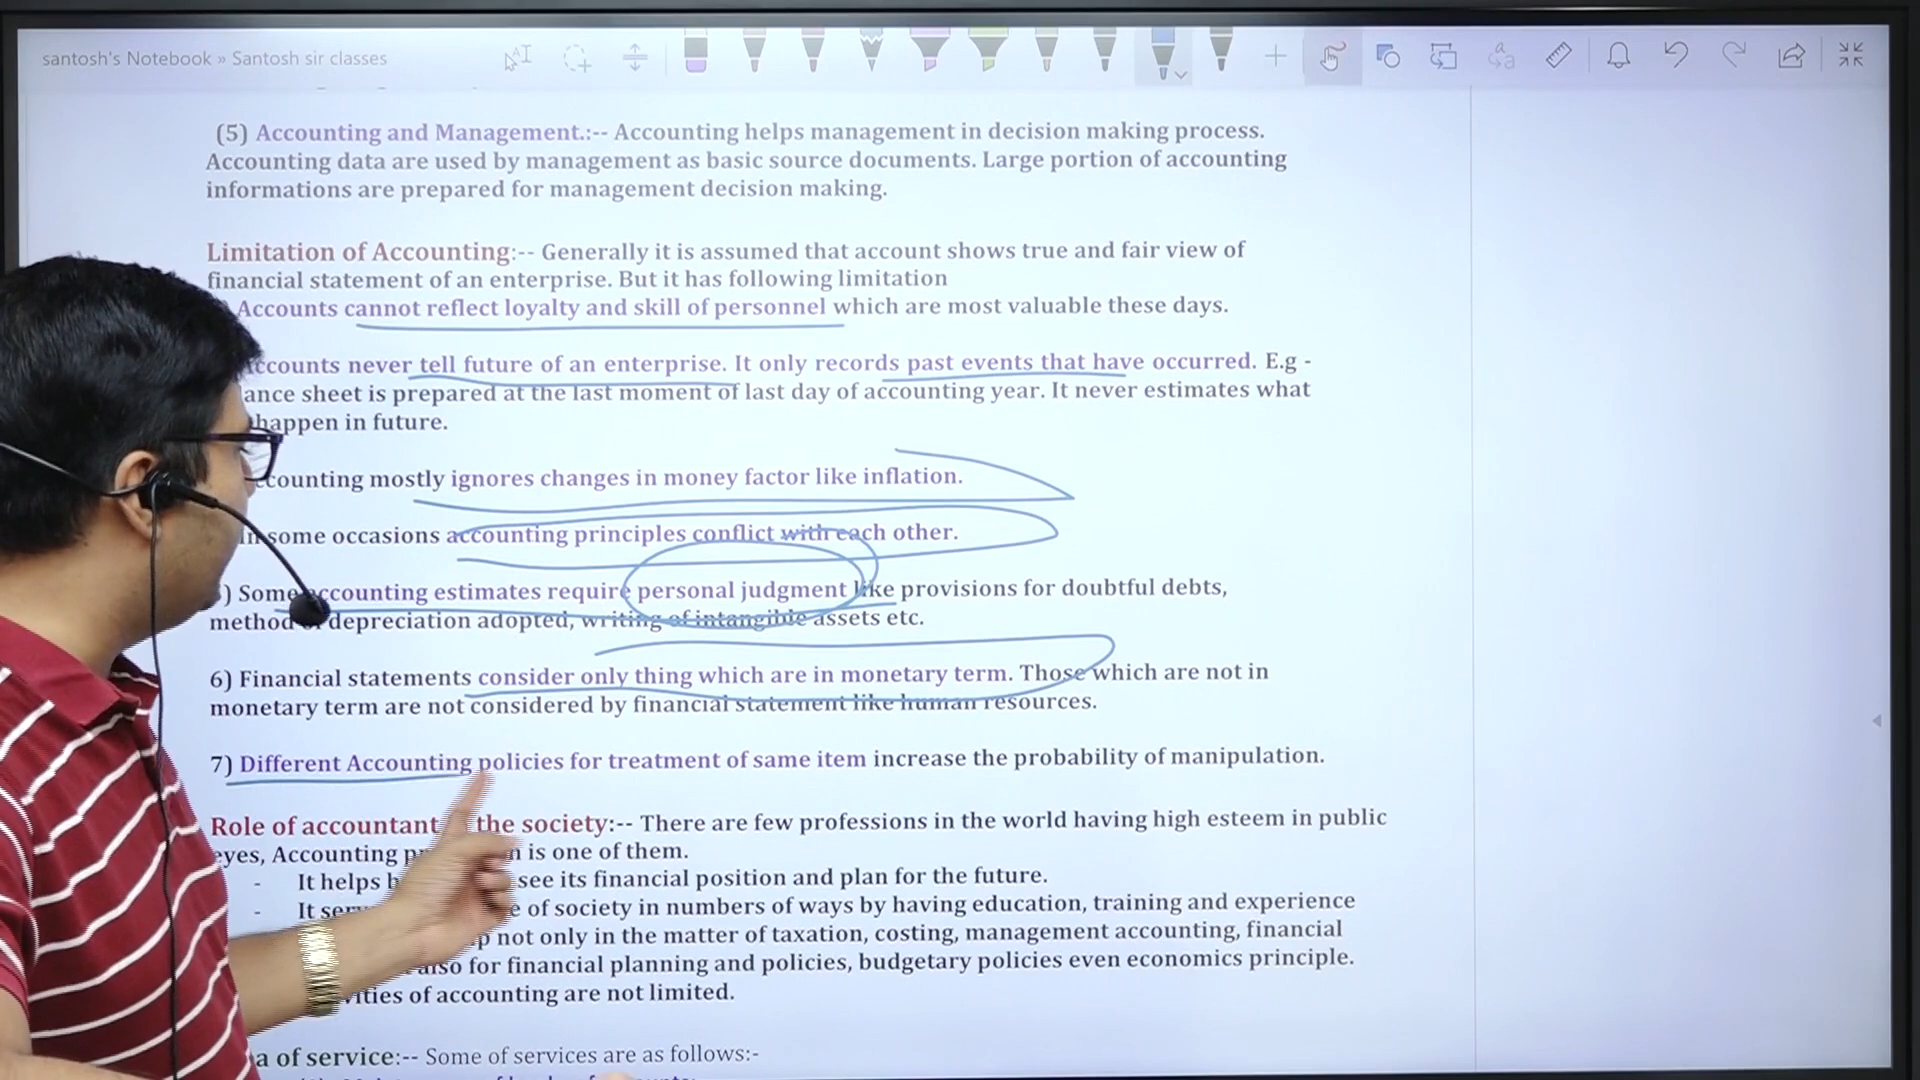 santosh's Notebook » Santosh sir classes
(5) Accounting and Management.:-- Accounting helps management in decision making process.
Accounting data are used by management as basic source documents. Large portion of accounting
informations are prepared for management decision making.
Limitation of Accounting:-- Generally it is assumed that account shows true and fair view of
financial statement of an enterprise. But it has following limitation
Accounts cannot reflect loyalty and skill of personnel which are most valuable these days.
ccounts never tell future of an enterprise. It only records past events that have occurred. E.g -
ance sheet is prepared at the last moment of last day of accounting year. It never estimates what
happen in future.
counting mostly ignores changes in money factor like inflation.
In some occasions accounting principles conflict with each other.
) Some accounting estimates require personal judgment like provisions for doubtful debts,
method depreciation adopted, writing of intangible assets etc.
6) Financial statements consider only thing which are in monetary term. Those which are not in
monetary term are not considered by financial statement like human resources.
7) Different Accounting policies for treatment of same item increase the probability of manipulation.
Role of accountant the society:-- There are few professions in the world having high esteem in public
eyes, Accounting p n is one of them.
- It helps b see its financial position and plan for the future.
- It ser e of society in numbers of ways by having education, training and experience
p not only in the matter of taxation, costing, management accounting, financial
also for financial planning and policies, budgetary policies even economics principle.
ities of accounting are not limited.
a of service:-- Some of services are as follows:-